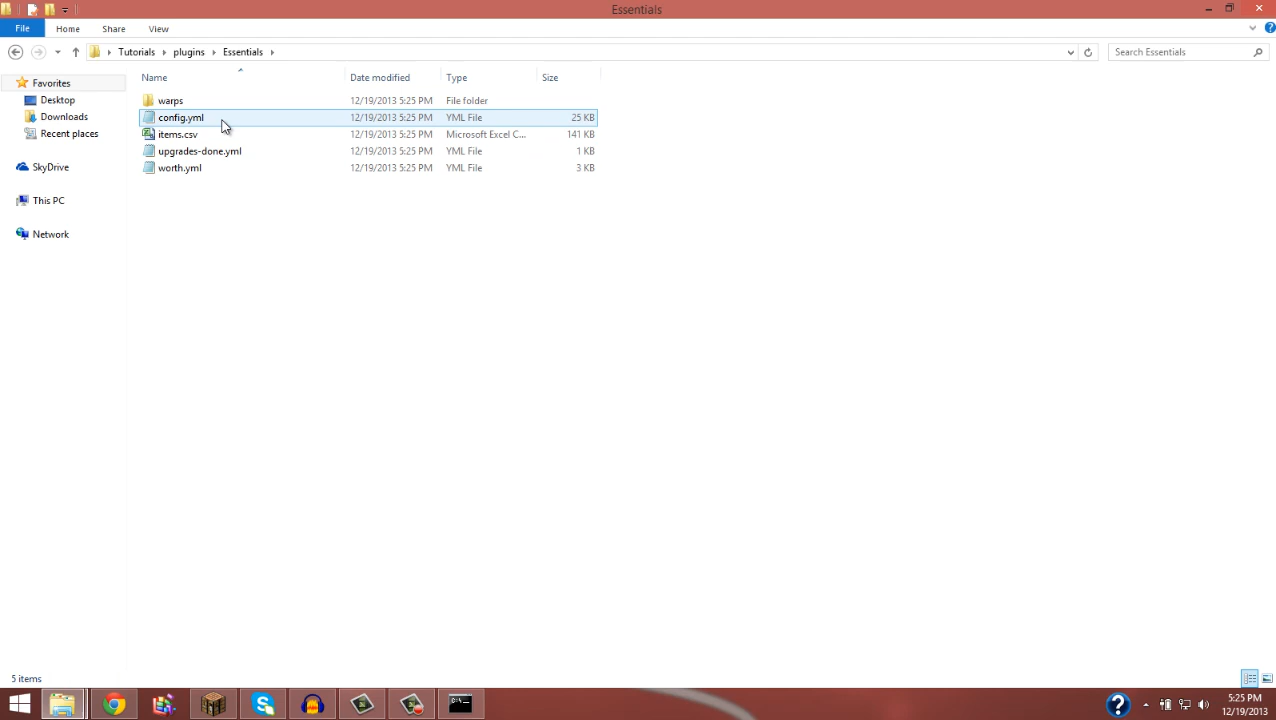 Essentials
File Home Share View
Tutorials plugins Essentials Search Essentials
Name Date modified Type Size
Favorites
Desktop
Downloads
Recent places
SkyDrive
This PC
Network
warps 12/19/2013 5:25 PM File folder
config.yml 12/19/2013 5:25 PM YML File 25 KB
items.csv 12/19/2013 5:25 PM Microsoft Excel C... 141 KB
upgrades-done.yml 12/19/2013 5:25 PM YML File 1 KB
worth.yml 12/19/2013 5:25 PM YML File 3 KB
5 items
5:25 PM
12/19/2013